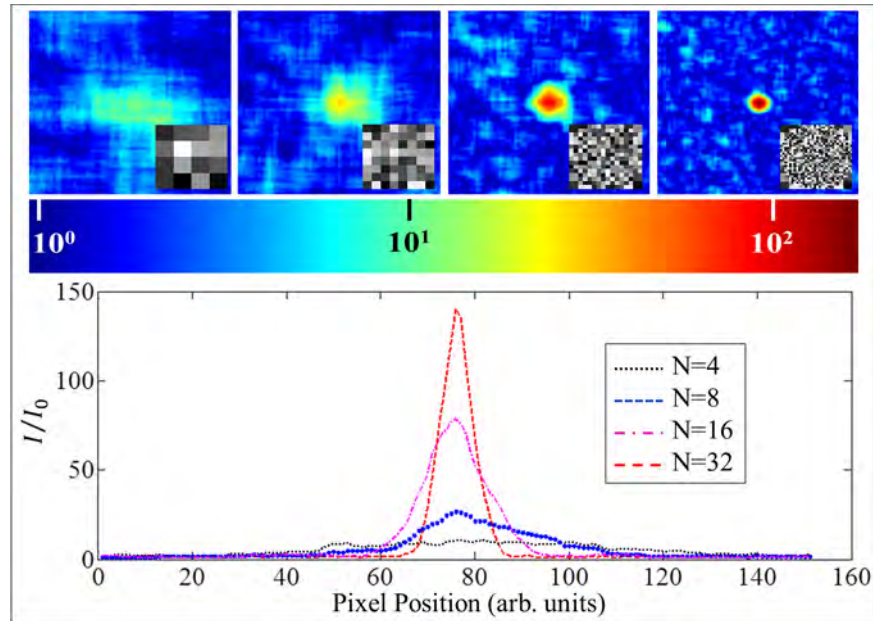 10⁰ 10¹ 10²
150
100
50
0
I/I₀
N=4
N=8
N=16
N=32
0 20 40 60 80 100 120 140 160
Pixel Position (arb. units)